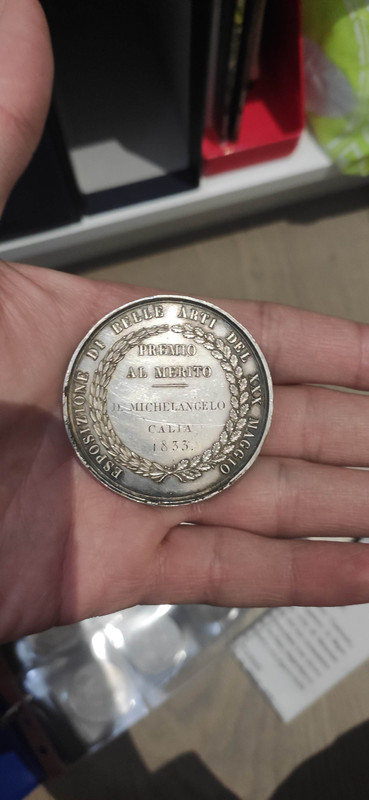 ESPOSIZIONE DI BELLE ARTI DEL XXX MAGGIO
PREMIO
AL MERITO
D. MICHELANGELO
CALIA
1833.